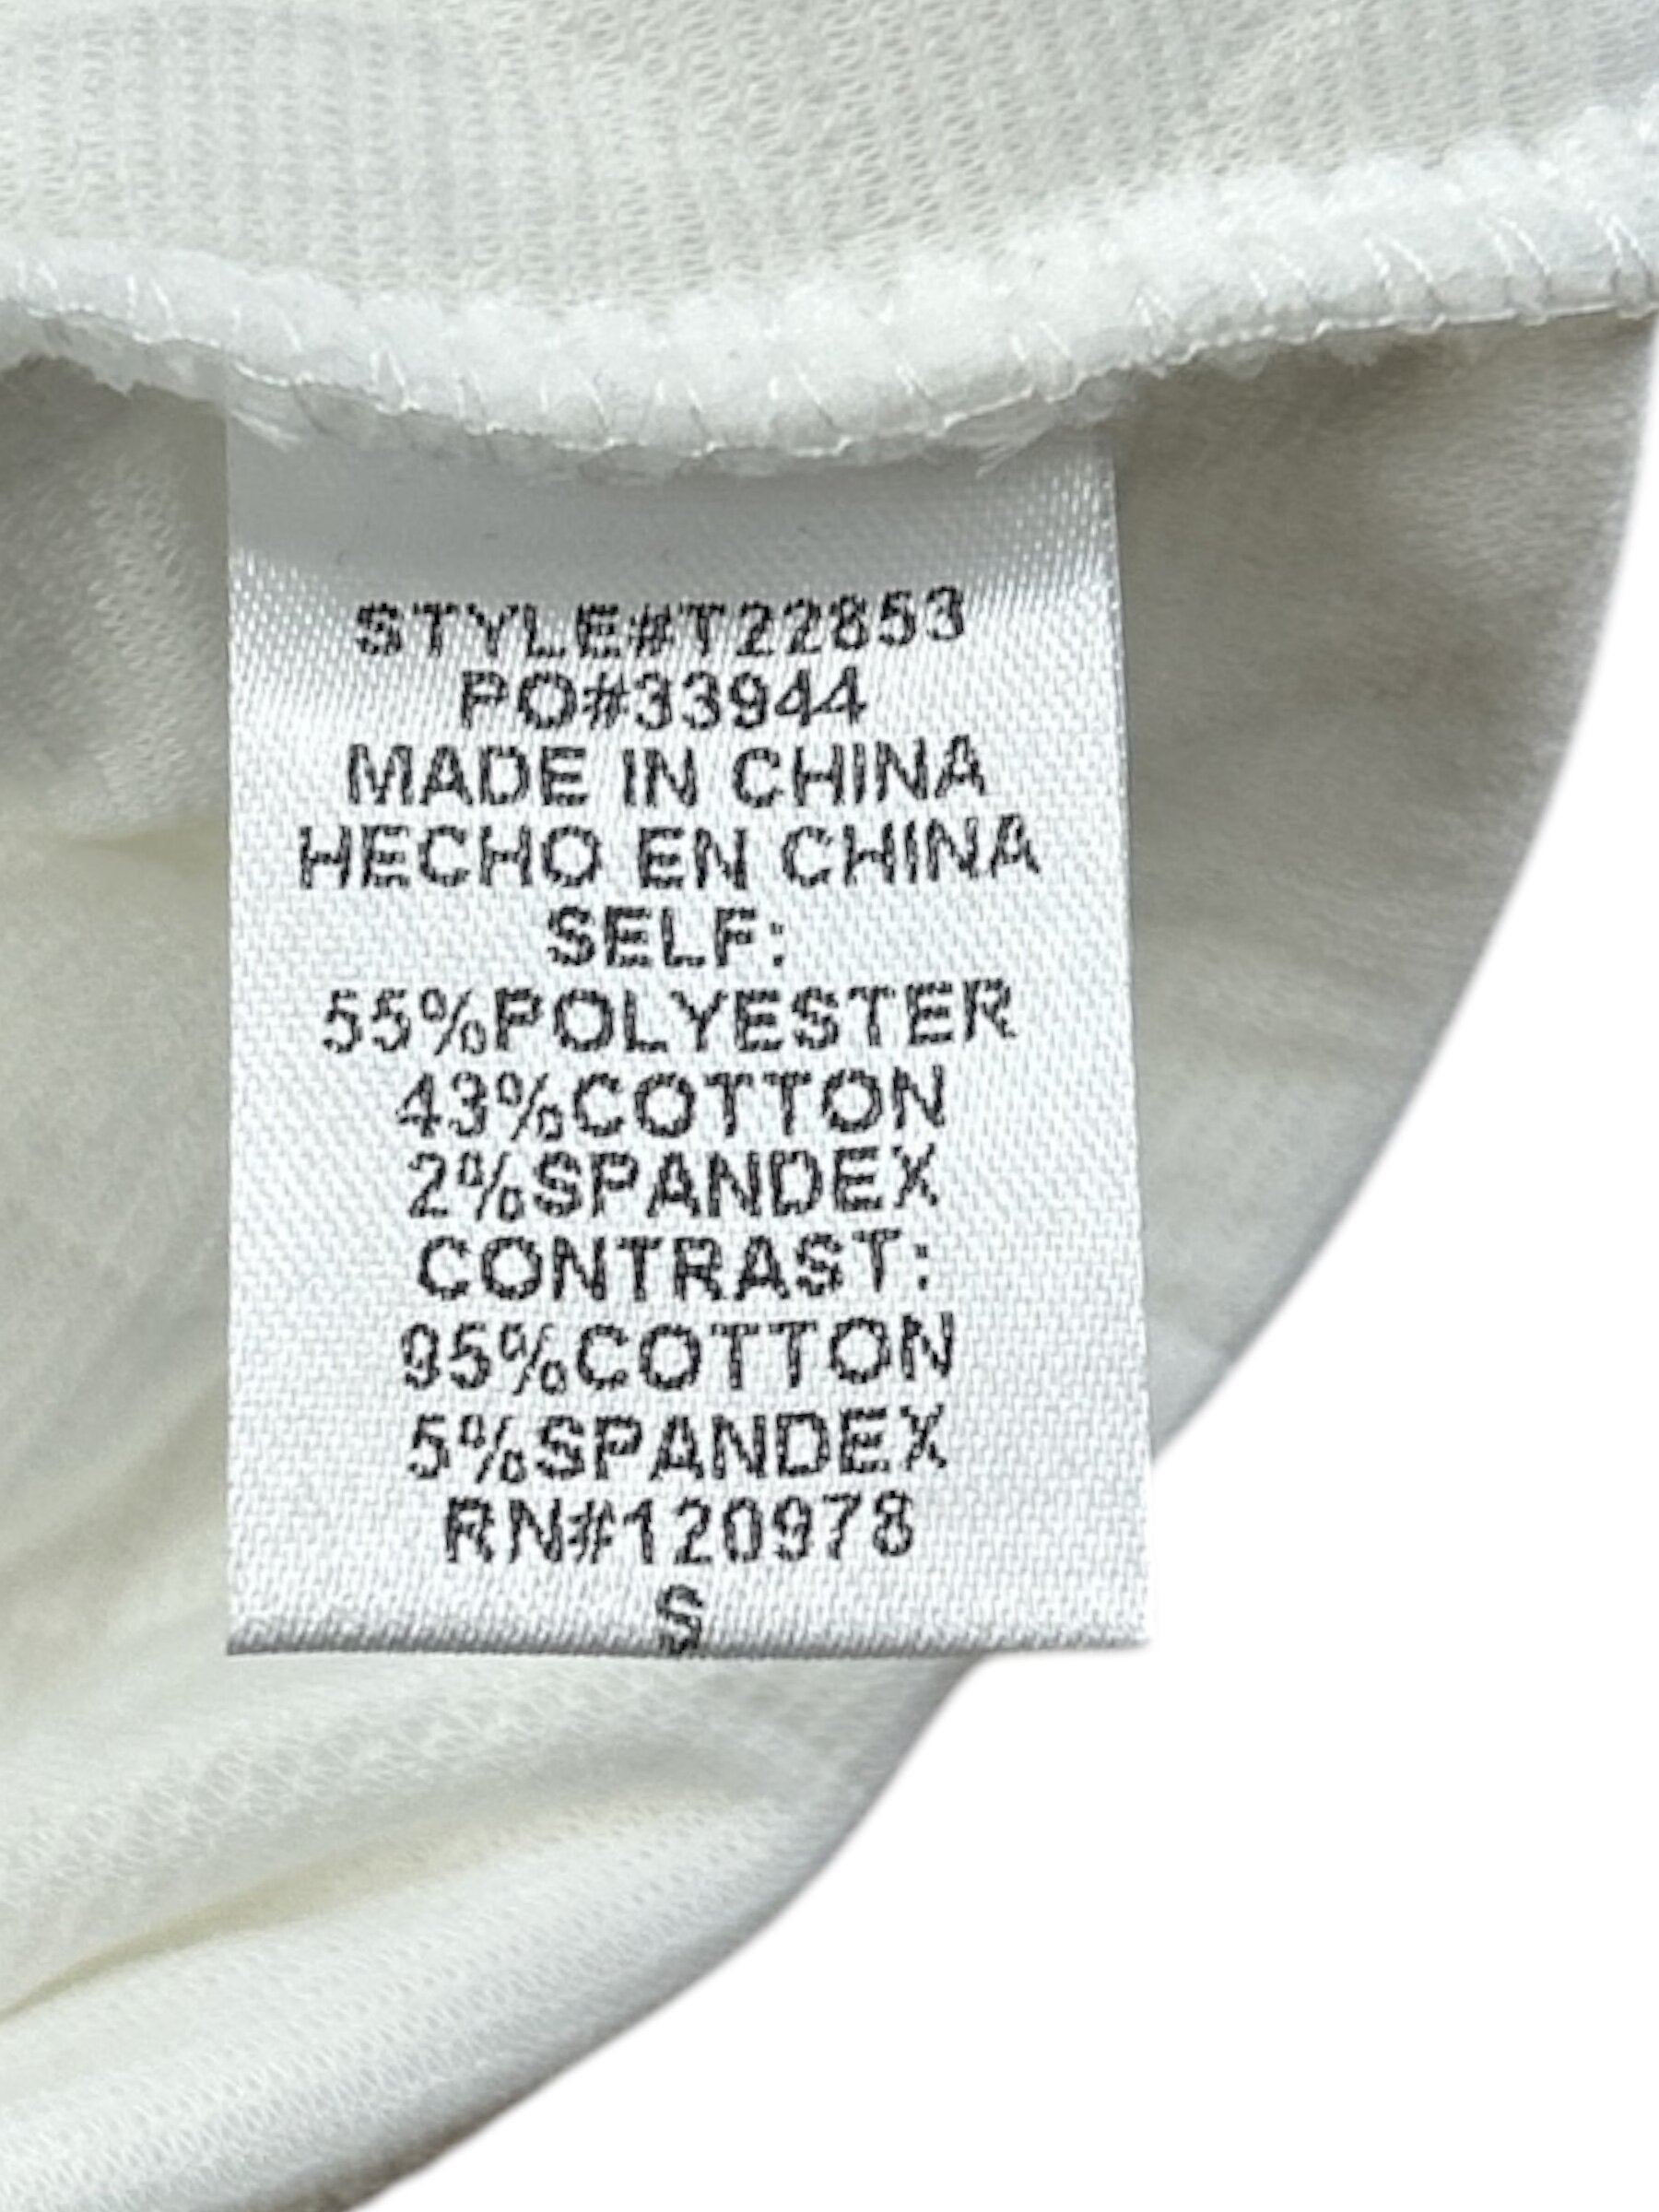 STYLE#T22853
PO#33944
MADE IN CHINA
HECHO EN CHINA
SELF:
55%POLYESTER
43%COTTON
2%SPANDEX
CONTRAST:
95%COTTON
5%SPANDEX
RN#120978
S